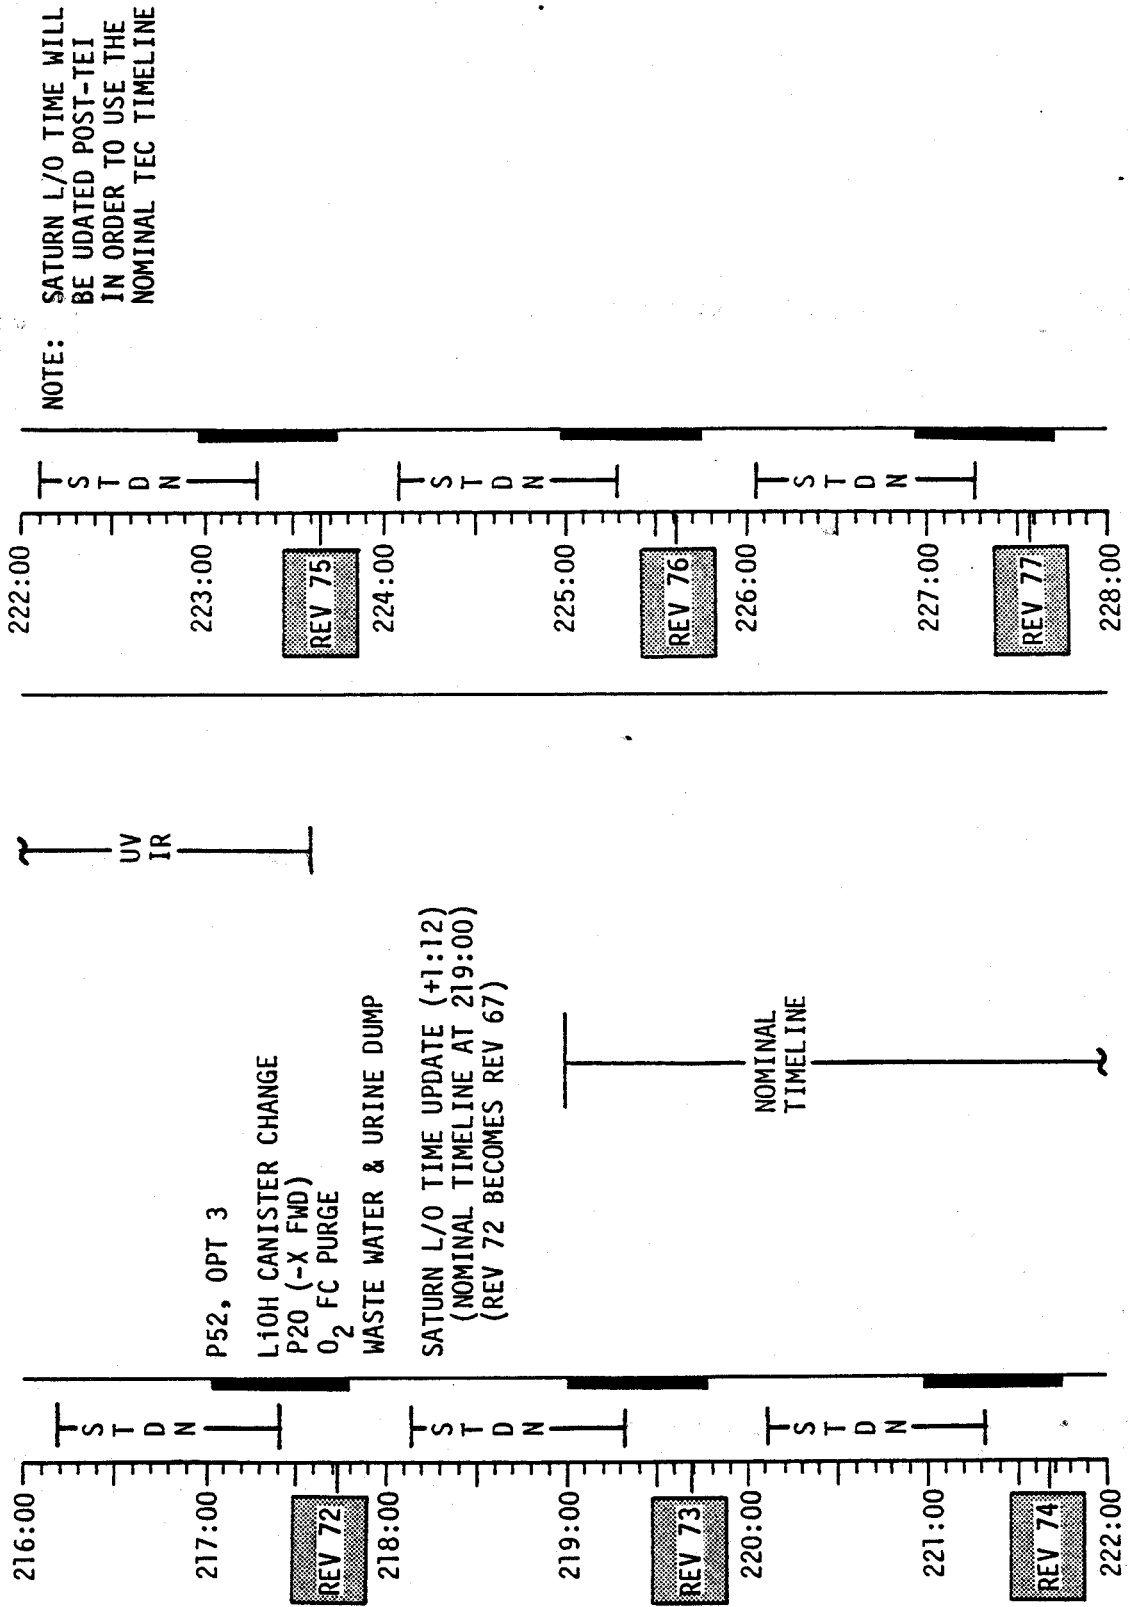 216:00
217:00
REV 72
218:00
219:00
REV 73
220:00
221:00
REV 74
222:00
STDN
STDN
STDN
P52, OPT 3
LiOH CANISTER CHANGE
P20 (-X FWD)
O2 FC PURGE
WASTE WATER & URINE DUMP
SATURN L/O TIME UPDATE (+1:12)
(NOMINAL TIMELINE AT 219:00)
(REV 72 BECOMES REV 67)
UV
IR
NOMINAL
TIMELINE
222:00
223:00
REV 75
224:00
225:00
REV 76
226:00
227:00
REV 77
228:00
STDN
STDN
STDN
NOTE: SATURN L/O TIME WILL
BE UDATED POST-TEI
IN ORDER TO USE THE
NOMINAL TEC TIMELINE